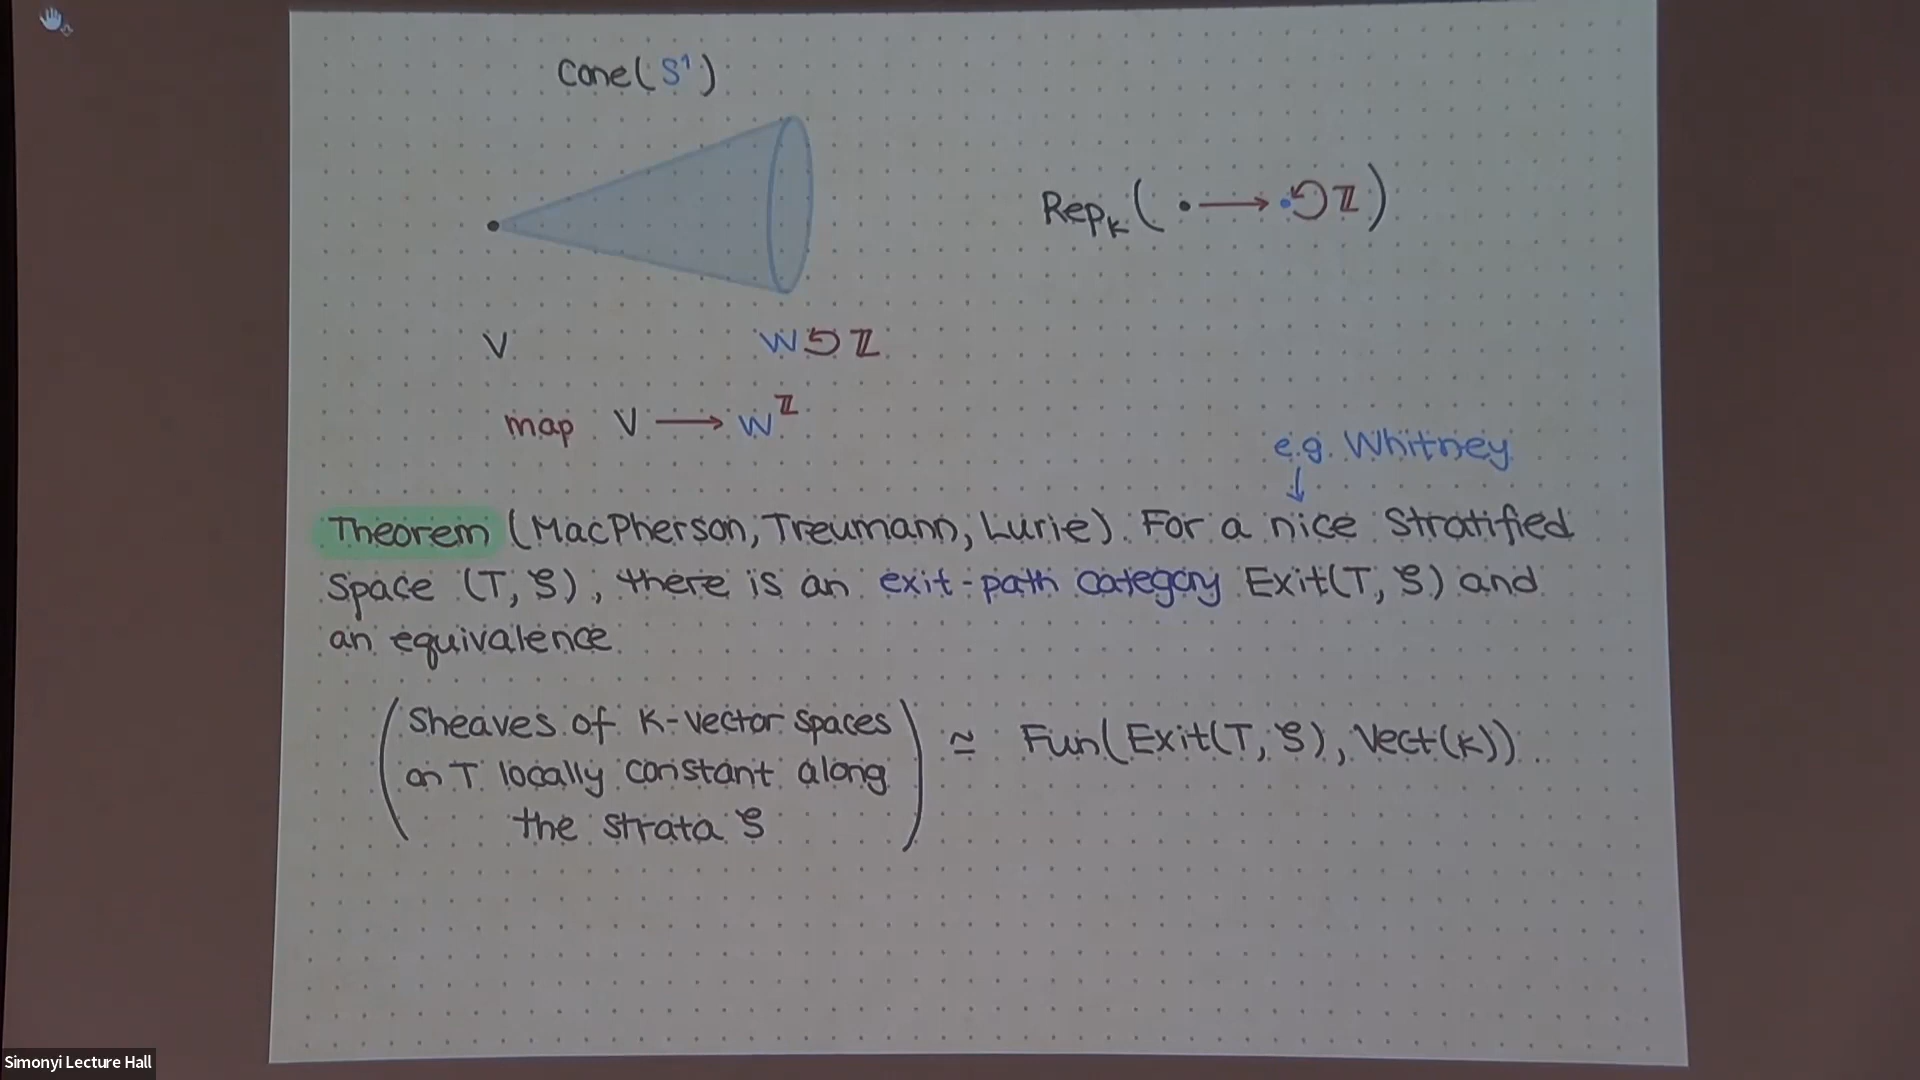 Cone(S¹)
Rep_k(• → •↺ℤ)
V
W↺ℤ
map V → W^ℤ
e.g. Whitney
↓
Theorem (MacPherson, Treumann, Lurie). For a nice stratified
space (T, S), there is an exit-path category Exit(T, S) and
an equivalence
(Sheaves of k-vector spaces
on T locally constant along
the strata S) ≃ Fun(Exit(T, S), Vect(k)).
Simonyi Lecture Hall